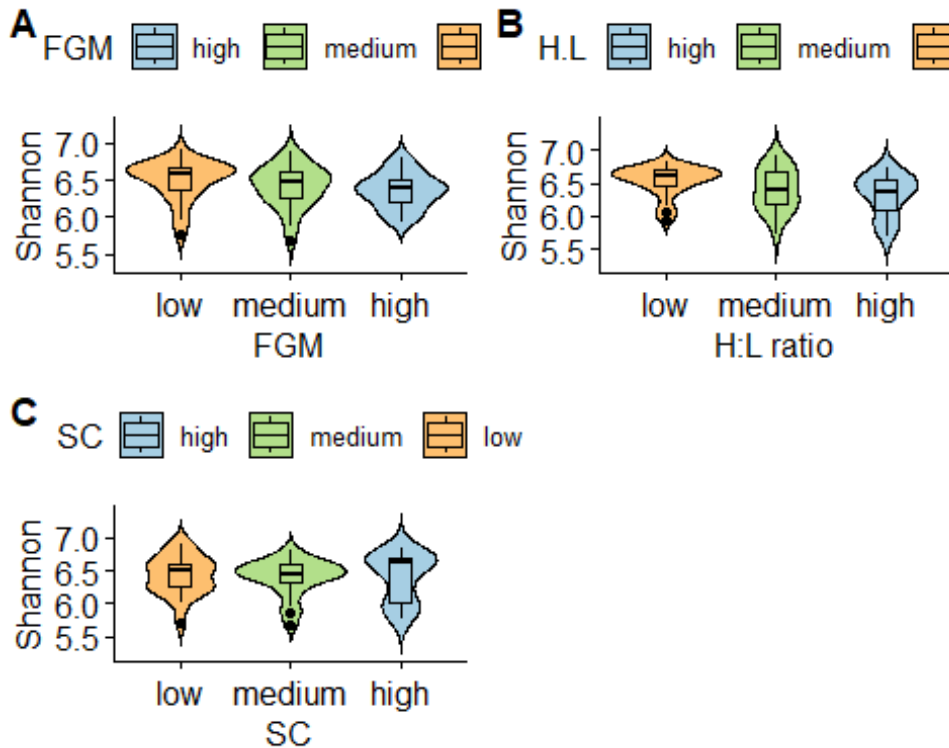 A FGM high medium
7.0
6.5
6.0
5.5
Shannon
low medium high
FGM
B H.L high medium
7.0
6.5
6.0
5.5
Shannon
low medium high
H:L ratio
C SC high medium low
7.0
6.5
6.0
5.5
Shannon
low medium high
SC